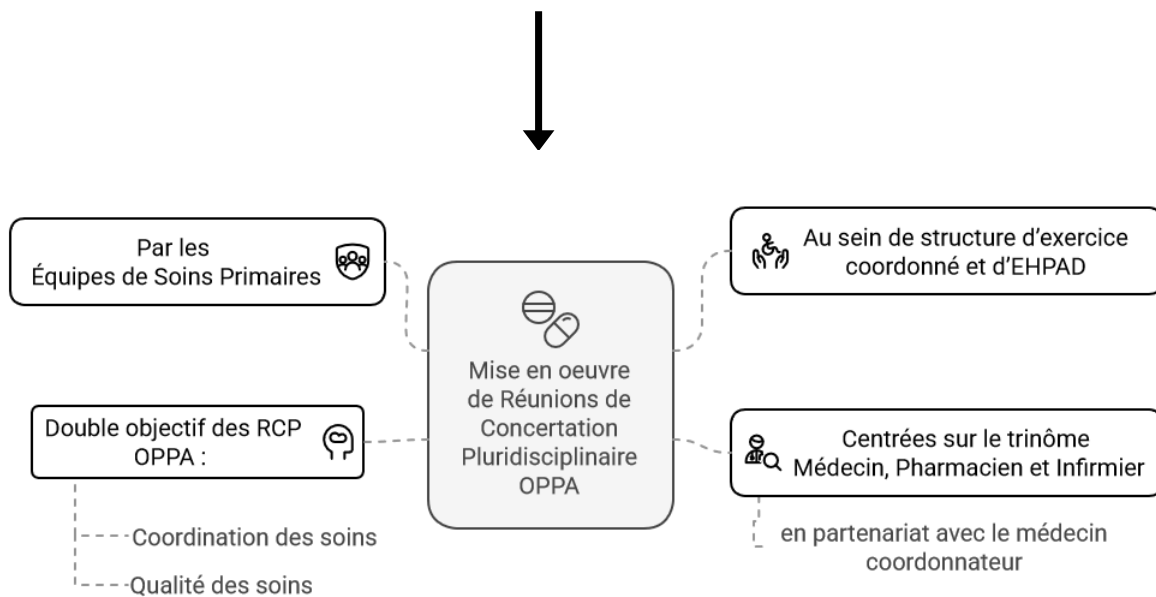 Par les
Équipes de Soins Primaires
Au sein de structure d'exercice
coordonné et d'EHPAD
Mise en oeuvre
de Réunions de
Concertation
Pluridisciplinaire
OPPA
Double objectif des RCP
OPPA :
Coordination des soins
Qualité des soins
Centrées sur le trinôme
Médecin, Pharmacien et Infirmier
en partenariat avec le médecin
coordonnateur